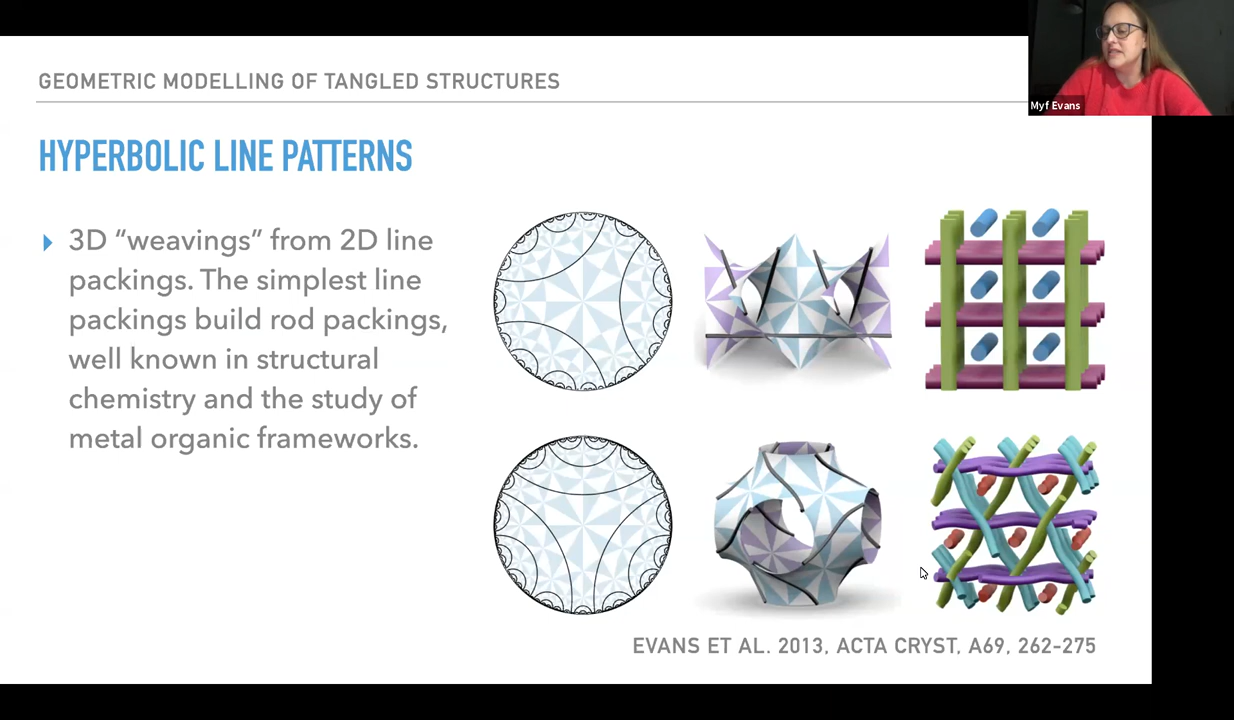 Myf Evans
GEOMETRIC MODELLING OF TANGLED STRUCTURES
HYPERBOLIC LINE PATTERNS
3D “weavings” from 2D line
packings. The simplest line
packings build rod packings,
well known in structural
chemistry and the study of
metal organic frameworks.
EVANS ET AL. 2013, ACTA CRYST, A69, 262-275